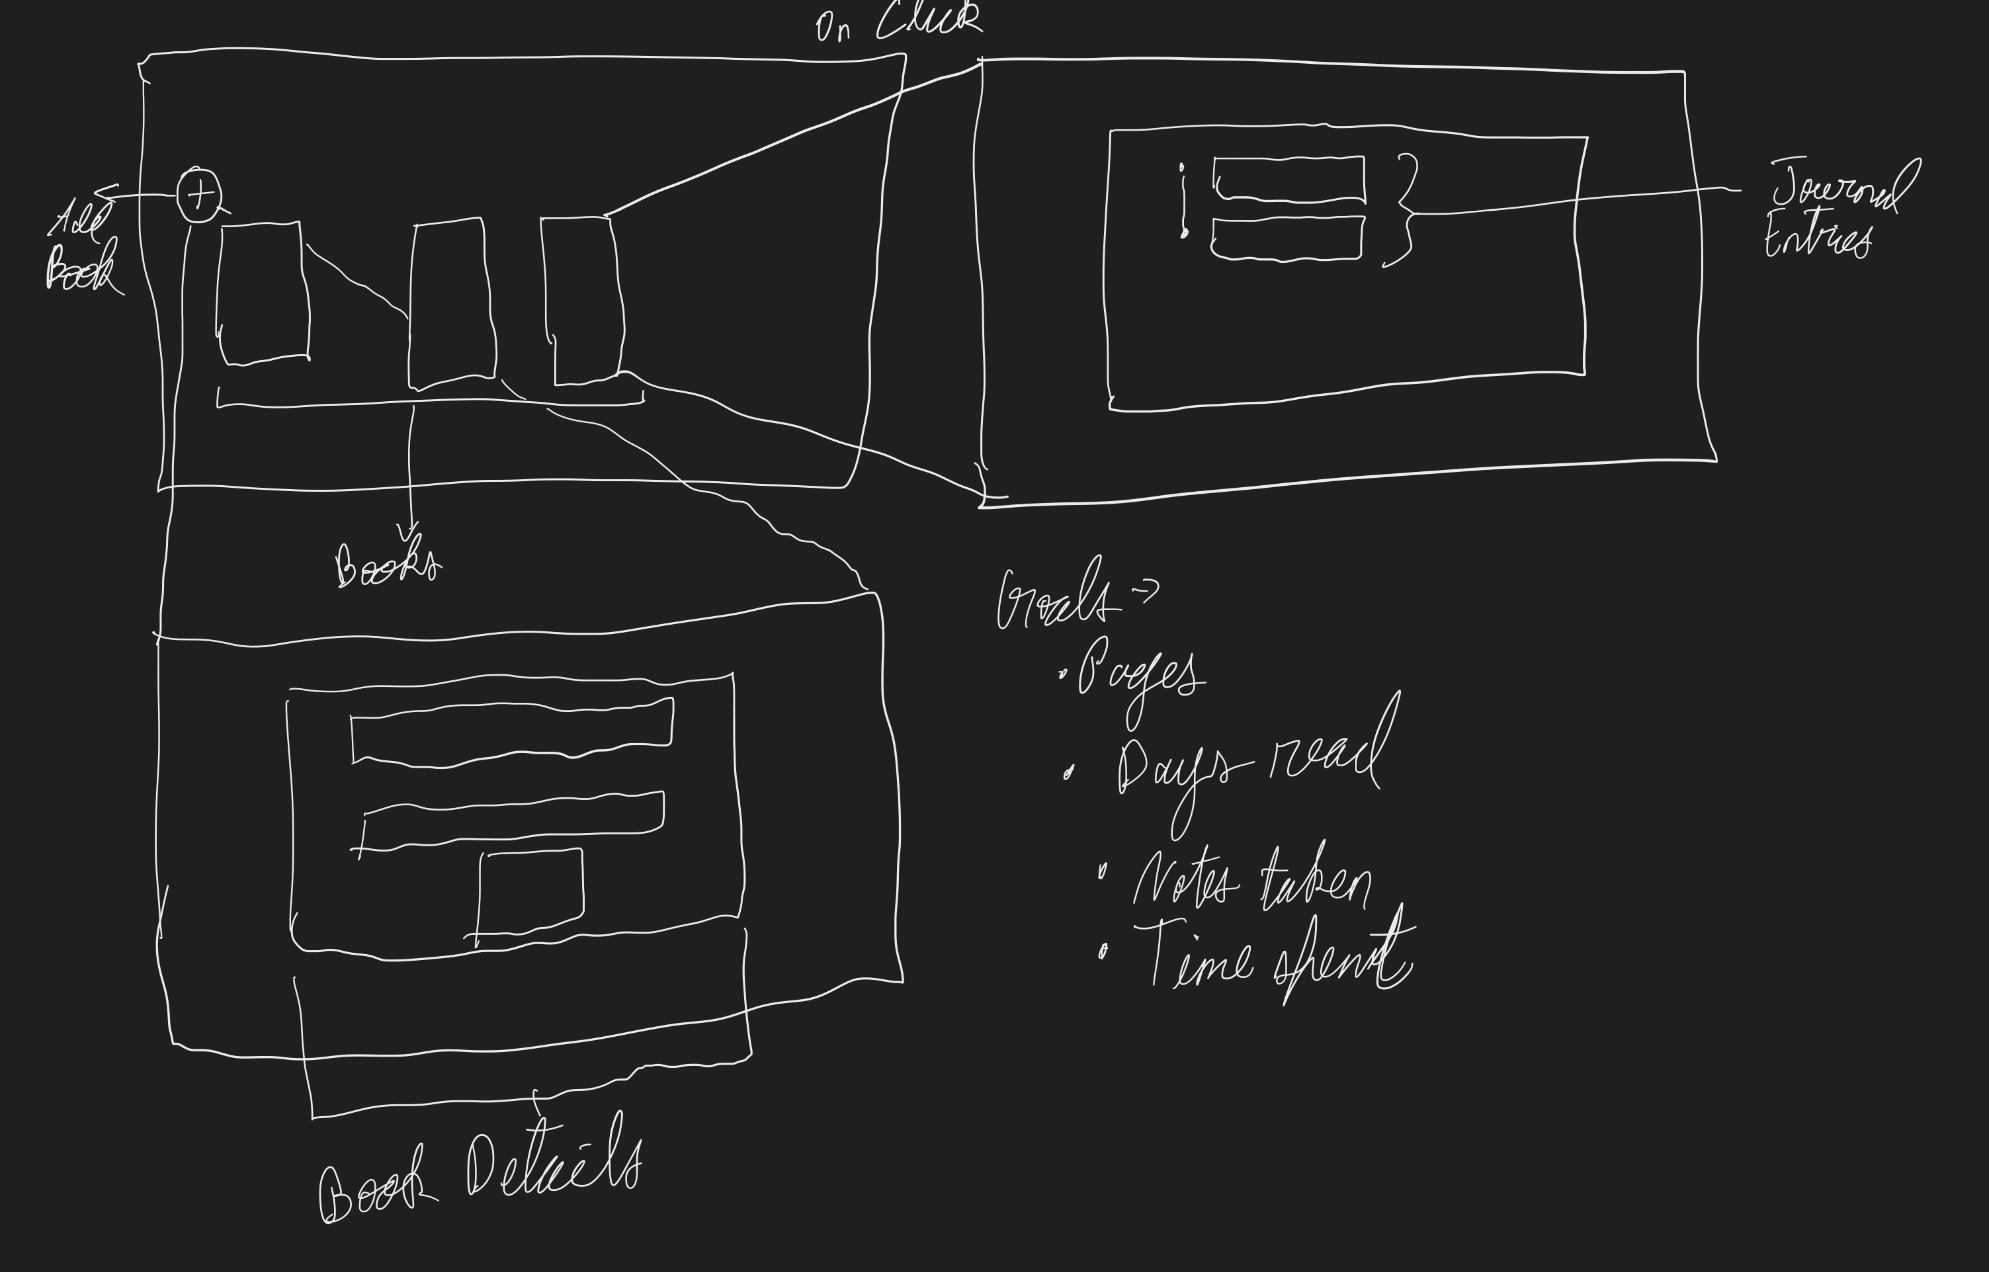 On Click
Add
Book
Journal
Entries
Books
Goals ->
• Pages
• Days read
• Notes taken
• Time spent
Book Details